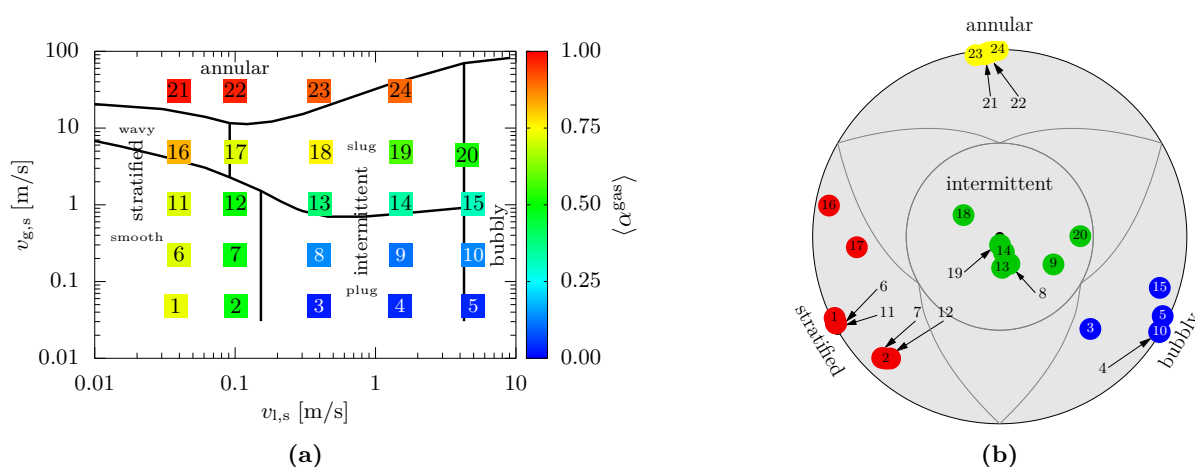 100
10
1
0.1
0.01
v_g,s [m/s]
annular
21 22 23 24
wavy
16 17 18 slug 19 20
stratified
11 12 13 14 15
smooth
intermittent
bubbly
6 7 8 9 10
plug
1 2 3 4 5
0.01 0.1 1 10
v_l,s [m/s]
1.00
0.75
0.50
0.25
0.00
⟨α^gas⟩
(a)
annular
23 24
21 22
intermittent
16
18
17
20
14
19 13 9
8
15
6
1
11
7 12
5
3
10
2
4
stratified
bubbly
(b)